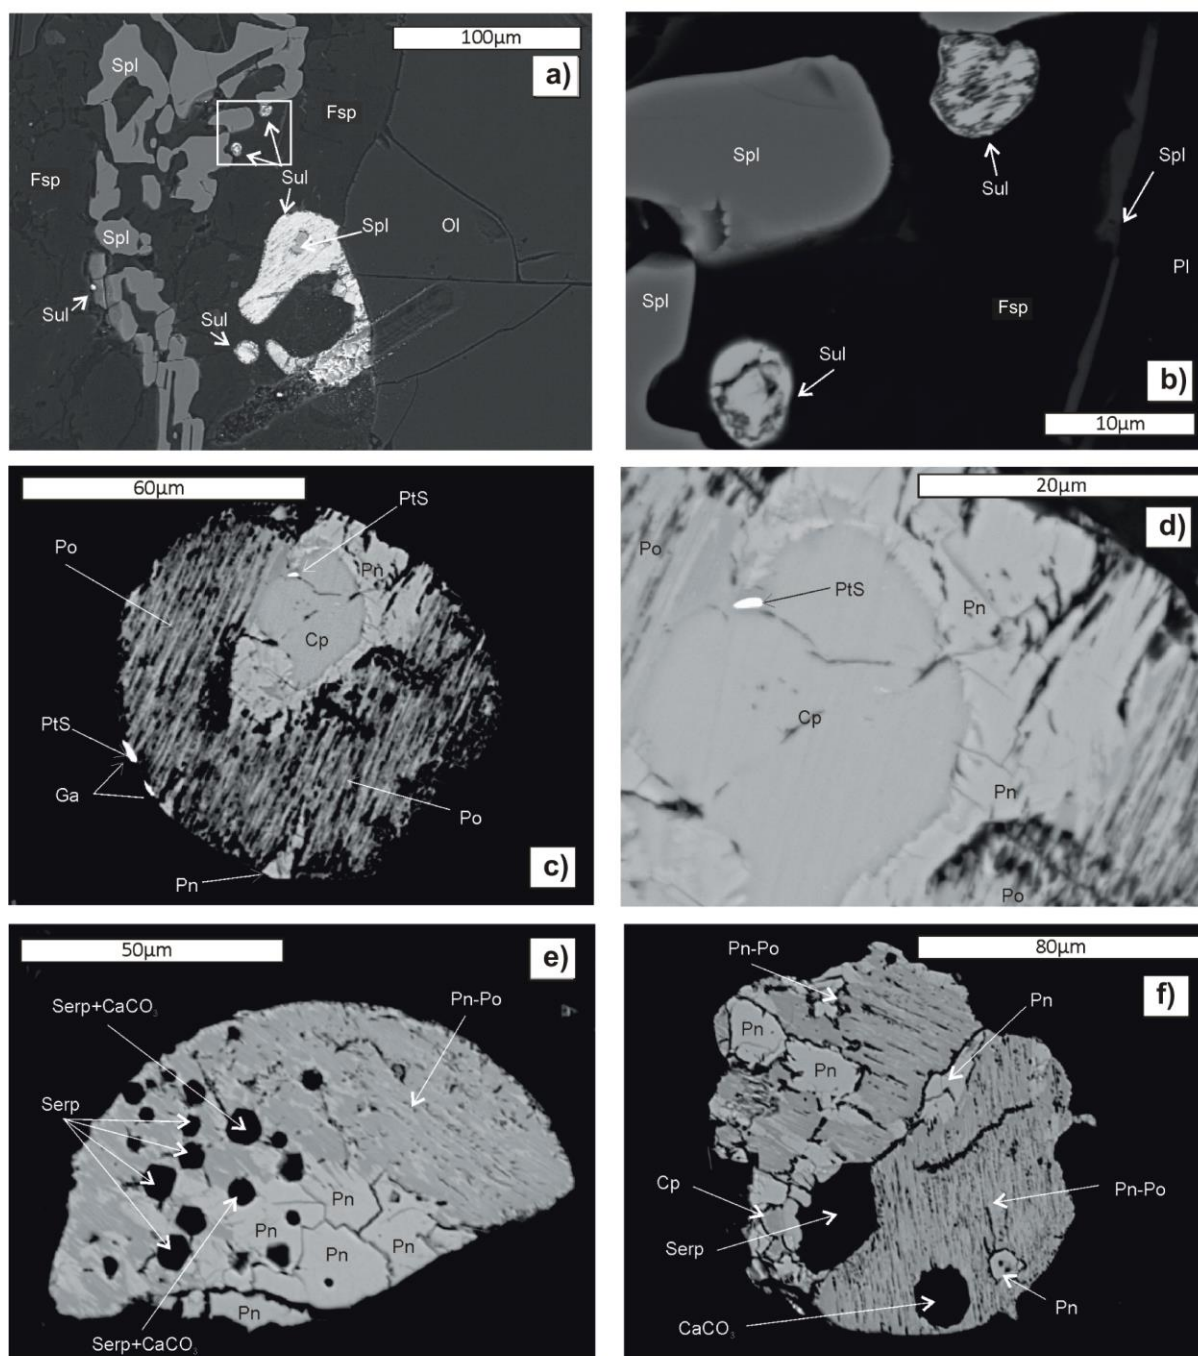 100µm
a)
Spl
Fsp
Fsp
Sul
Spl
Ol
Spl
Sul
Sul
Spl
Sul
Spl
Spl
Fsp
Pl
Sul
b)
10µm
60µm
PtS
Po
Pn
Cp
PtS
Ga
Po
Pn
c)
20µm
d)
Po
PtS
Pn
Cp
Pn
Po
50µm
e)
Serp+CaCO₃
Pn-Po
Serp
Pn
Pn
Pn
Pn
Pn
Serp+CaCO₃
80µm
f)
Pn-Po
Pn
Pn
Pn
Cp
Pn-Po
Serp
CaCO₃
Pn